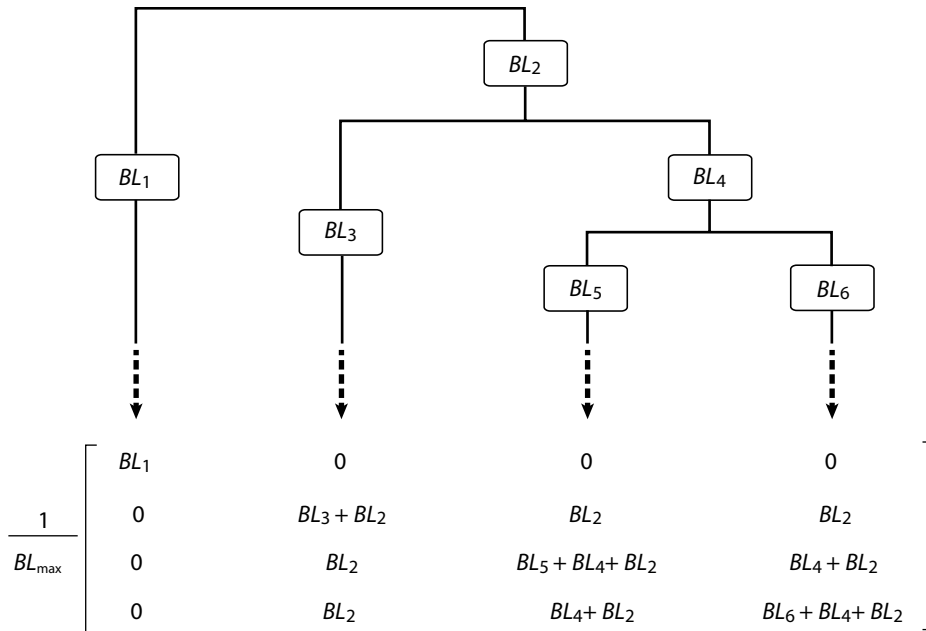 BL₂
BL₁
BL₄
BL₃
BL₅
BL₆
BL₁ 0 0 0
0 BL₃ + BL₂ BL₂ BL₂
1
BLmax
0 BL₂ BL₅ + BL₄ + BL₂ BL₄ + BL₂
0 BL₂ BL₄ + BL₂ BL₆ + BL₄ + BL₂